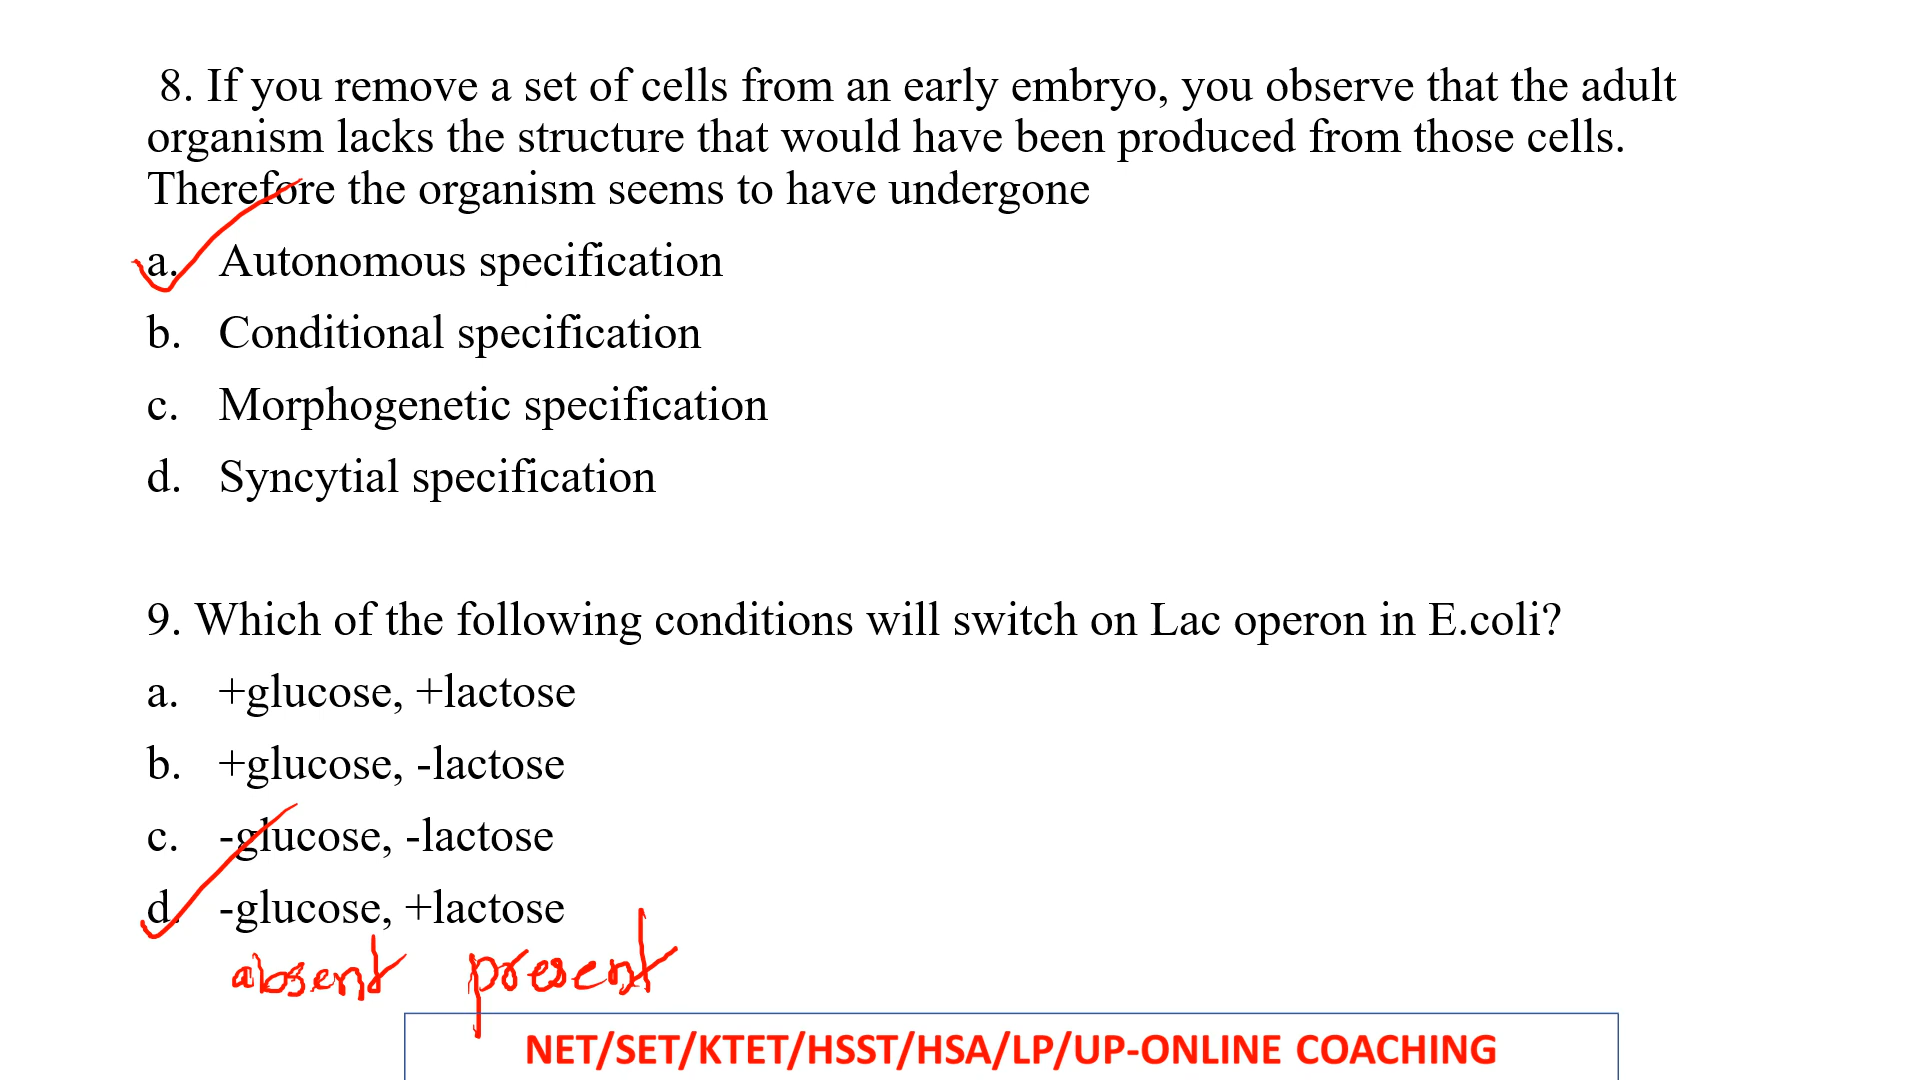 8. If you remove a set of cells from an early embryo, you observe that the adult
organism lacks the structure that would have been produced from those cells.
Therefore the organism seems to have undergone
a. Autonomous specification
b. Conditional specification
c. Morphogenetic specification
d. Syncytial specification
9. Which of the following conditions will switch on Lac operon in E.coli?
a. +glucose, +lactose
b. +glucose, -lactose
c. -glucose, -lactose
d. -glucose, +lactose
absent present
NET/SET/KTET/HSST/HSA/LP/UP-ONLINE COACHING